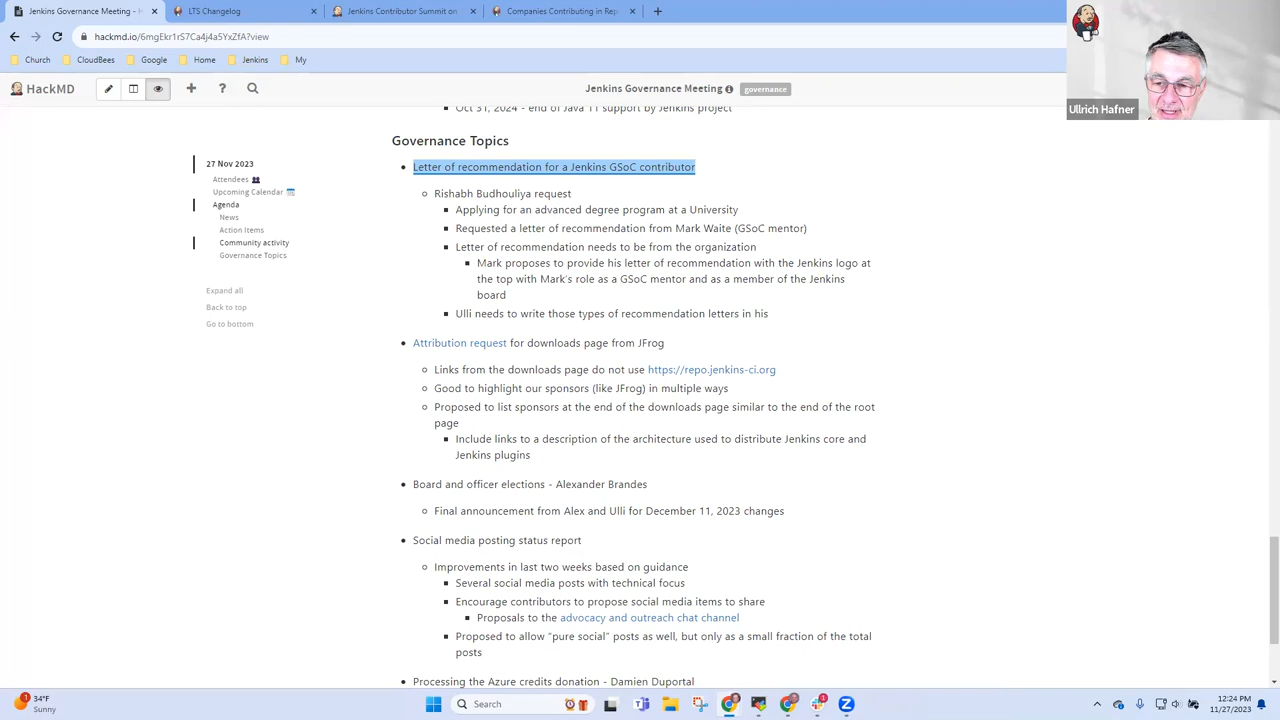 Jenkins Governance Meeting - H
LTS Changelog
Jenkins Contributor Summit on
Companies Contributing in Rep
hackmd.io/6mgEkr1rS7Ca4j4a5YxZfA?view
Church
CloudBees
Google
Home
Jenkins
My
HackMD
Jenkins Governance Meeting
governance
Ullrich Hafner
Oct 31, 2024 - end of Java 11 support by Jenkins project
27 Nov 2023
Attendees
Upcoming Calendar
Agenda
News
Action Items
Community activity
Governance Topics
Expand all
Back to top
Go to bottom
Governance Topics
Letter of recommendation for a Jenkins GSoC contributor
Rishabh Budhouliya request
Applying for an advanced degree program at a University
Requested a letter of recommendation from Mark Waite (GSoC mentor)
Letter of recommendation needs to be from the organization
Mark proposes to provide his letter of recommendation with the Jenkins logo at
the top with Mark's role as a GSoC mentor and as a member of the Jenkins
board
Ulli needs to write those types of recommendation letters in his
Attribution request for downloads page from JFrog
Links from the downloads page do not use https://repo.jenkins-ci.org
Good to highlight our sponsors (like JFrog) in multiple ways
Proposed to list sponsors at the end of the downloads page similar to the end of the root
page
Include links to a description of the architecture used to distribute Jenkins core and
Jenkins plugins
Board and officer elections - Alexander Brandes
Final announcement from Alex and Ulli for December 11, 2023 changes
Social media posting status report
Improvements in last two weeks based on guidance
Several social media posts with technical focus
Encourage contributors to propose social media items to share
Proposals to the advocacy and outreach chat channel
Proposed to allow “pure social” posts as well, but only as a small fraction of the total
posts
Processing the Azure credits donation - Damien Duportal
1
34°F
Sunny
Search
1
12:24 PM
11/27/2023